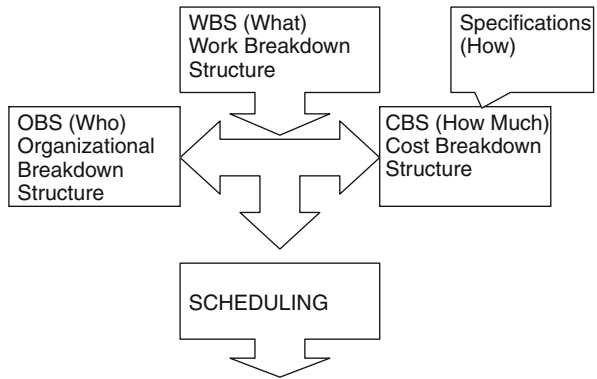 WBS (What)
Work Breakdown
Structure
Specifications
(How)
OBS (Who)
Organizational
Breakdown
Structure
CBS (How Much)
Cost Breakdown
Structure
SCHEDULING